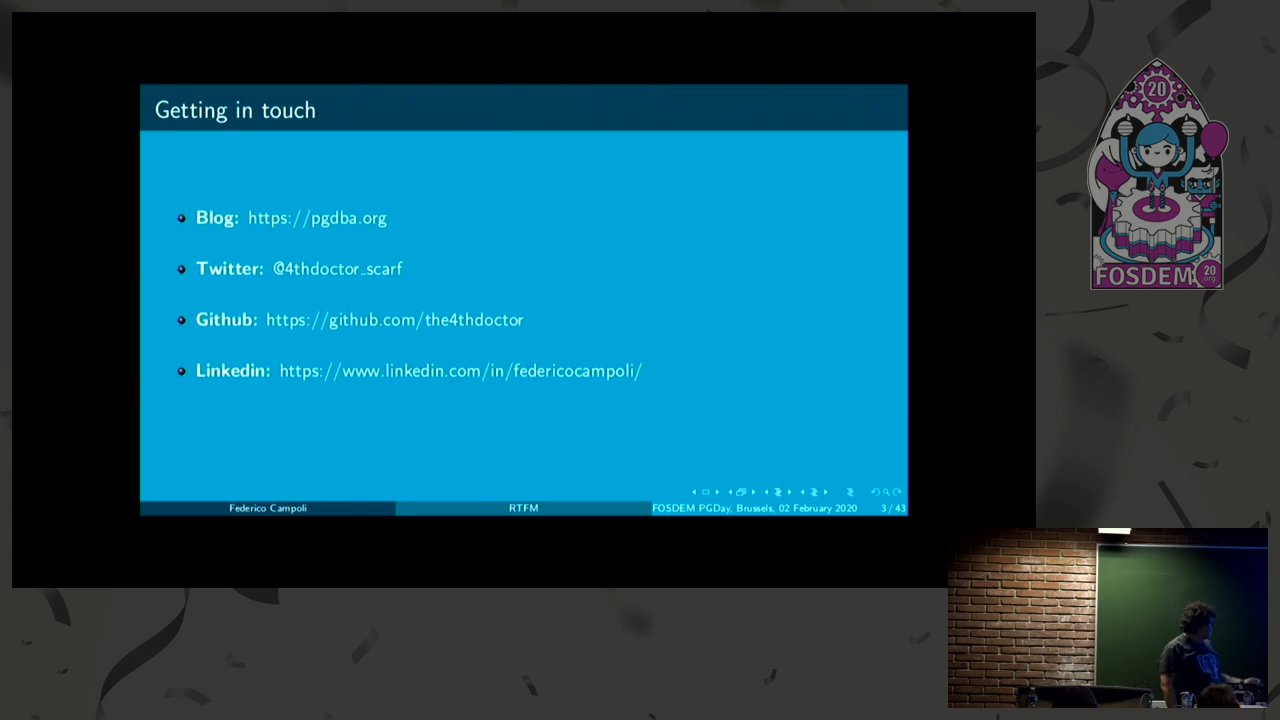 Getting in touch
Blog: https://pgdba.org
Twitter: @4thdoctor_scarf
Github: https://github.com/the4thdoctor
Linkedin: https://www.linkedin.com/in/federicocampoli/
Federico Campoli RTFM FOSDEM PGDay, Brussels, 02 February 2020 3 / 43
20
FOSDEM 20
org